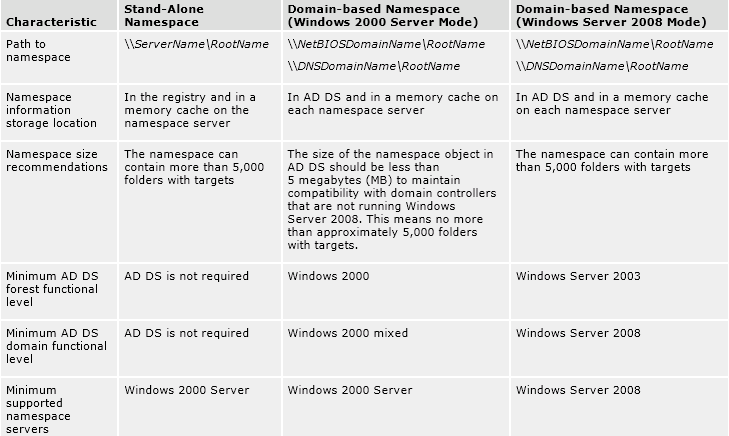 Characteristic
Stand-Alone
Namespace
Domain-based Namespace
(Windows 2000 Server Mode)
Domain-based Namespace
(Windows Server 2008 Mode)
Path to
namespace
\\ServerName\RootName
\\NetBIOSDomainName\RootName
\\DNSDomainName\RootName
\\NetBIOSDomainName\RootName
\\DNSDomainName\RootName
Namespace
information
storage location
In the registry and in a
memory cache on the
namespace server
In AD DS and in a memory cache on
each namespace server
In AD DS and in a memory cache
on each namespace server
Namespace size
recommendations
The namespace can
contain more than 5,000
folders with targets
The size of the namespace object in
AD DS should be less than
5 megabytes (MB) to maintain
compatibility with domain controllers
that are not running Windows
Server 2008. This means no more
than approximately 5,000 folders
with targets.
The namespace can contain more
than 5,000 folders with targets
Minimum AD DS
forest functional
level
AD DS is not required
Windows 2000
Windows Server 2003
Minimum AD DS
domain functional
level
AD DS is not required
Windows 2000 mixed
Windows Server 2008
Minimum
supported
namespace
servers
Windows 2000 Server
Windows 2000 Server
Windows Server 2008